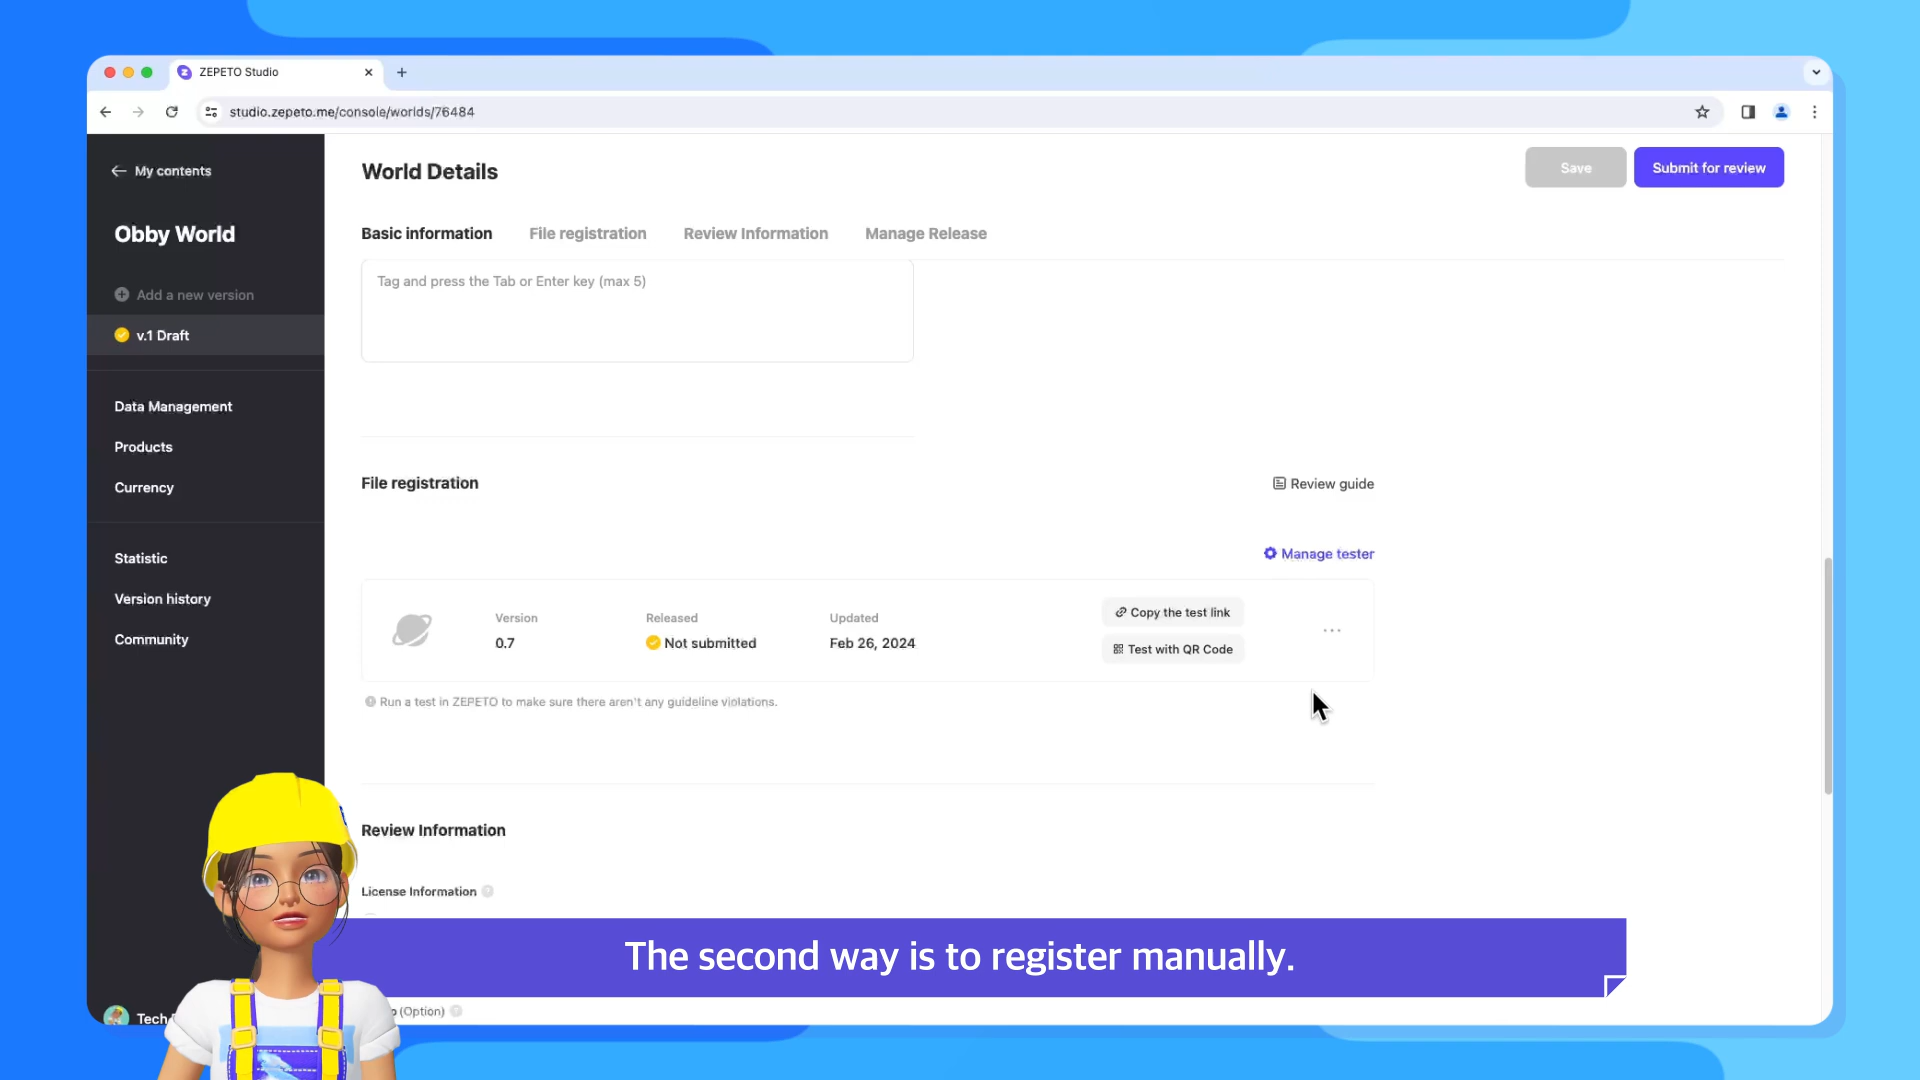 ZEPETO Studio
studio.zepeto.me/console/worlds/76484
My contents
Obby World
Add a new version
v.1 Draft
Data Management
Products
Currency
Statistic
Version history
Community
Tech
World Details
Save
Submit for review
Basic information
File registration
Review Information
Manage Release
Tag and press the Tab or Enter key (max 5)
File registration
Review guide
Manage tester
Version
0.7
Released
Not submitted
Updated
Feb 26, 2024
Copy the test link
Test with QR Code
Run a test in ZEPETO to make sure there aren't any guideline violations.
Review Information
License Information
The second way is to register manually.
(Option)